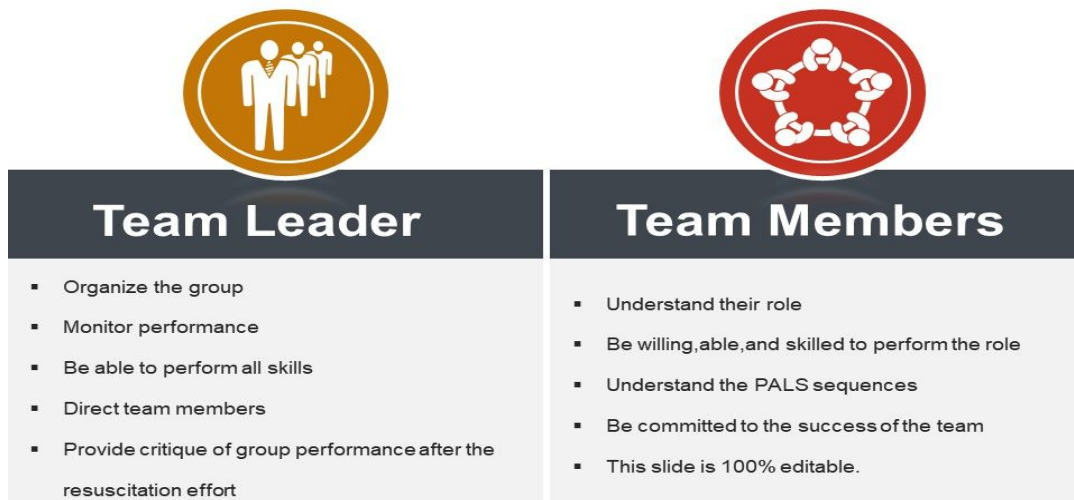 Team Leader
Organize the group
Monitor performance
Be able to perform all skills
Direct team members
Provide critique of group performance after the
resuscitation effort
Team Members
Understand their role
Be willing,able,and skilled to perform the role
Understand the PALS sequences
Be committed to the success of the team
This slide is 100% editable.